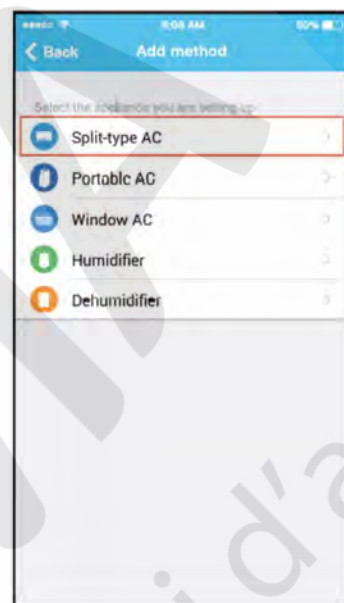 9:08 AM 50%
Back Add method
Select the appliance you are setting up
Split-type AC
Portable AC
Window AC
Humidifier
Dehumidifier
d'a